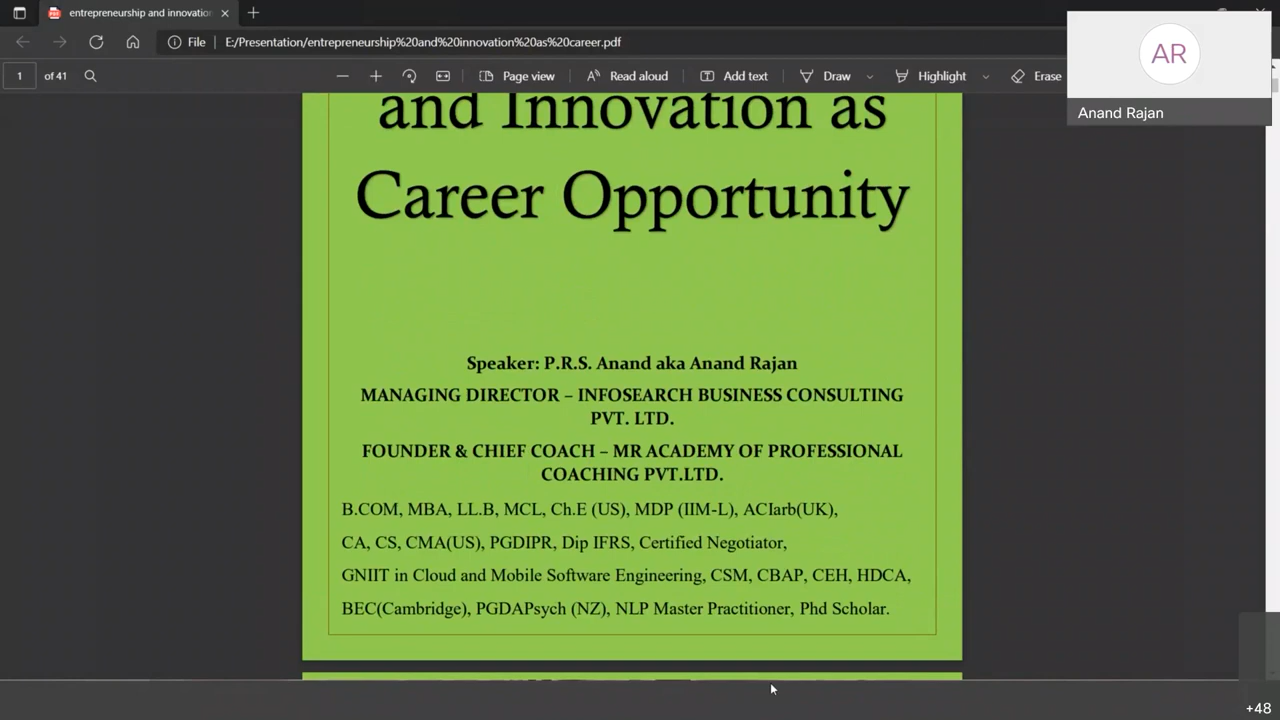 entrepreneurship and innovation
File
E:/Presentation/entrepreneurship%20and%20innovation%20as%20career.pdf
AR
Anand Rajan
1 of 41
Page view
Read aloud
Add text
Draw
Highlight
Erase
and Innovation as
Career Opportunity
Speaker: P.R.S. Anand aka Anand Rajan
MANAGING DIRECTOR – INFOSEARCH BUSINESS CONSULTING
PVT. LTD.
FOUNDER & CHIEF COACH – MR ACADEMY OF PROFESSIONAL
COACHING PVT.LTD.
B.COM, MBA, LL.B, MCL, Ch.E (US), MDP (IIM-L), ACIarb(UK),
CA, CS, CMA(US), PGDIPR, Dip IFRS, Certified Negotiator,
GNIIT in Cloud and Mobile Software Engineering, CSM, CBAP, CEH, HDCA,
BEC(Cambridge), PGDAPsych (NZ), NLP Master Practitioner, Phd Scholar.
+48